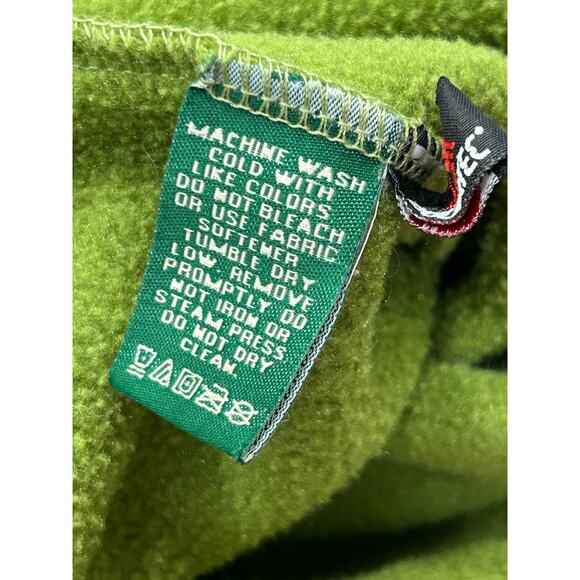 MACHINE WASH
COLD WITH
LIKE COLORS
DO NOT BLEACH
OR USE FABRIC
SOFTENER
TUMBLE DRY
LOW. REMOVE
PROMPTLY DO
NOT IRON OR
STEAM PRESS
DO NOT DRY
CLEAN